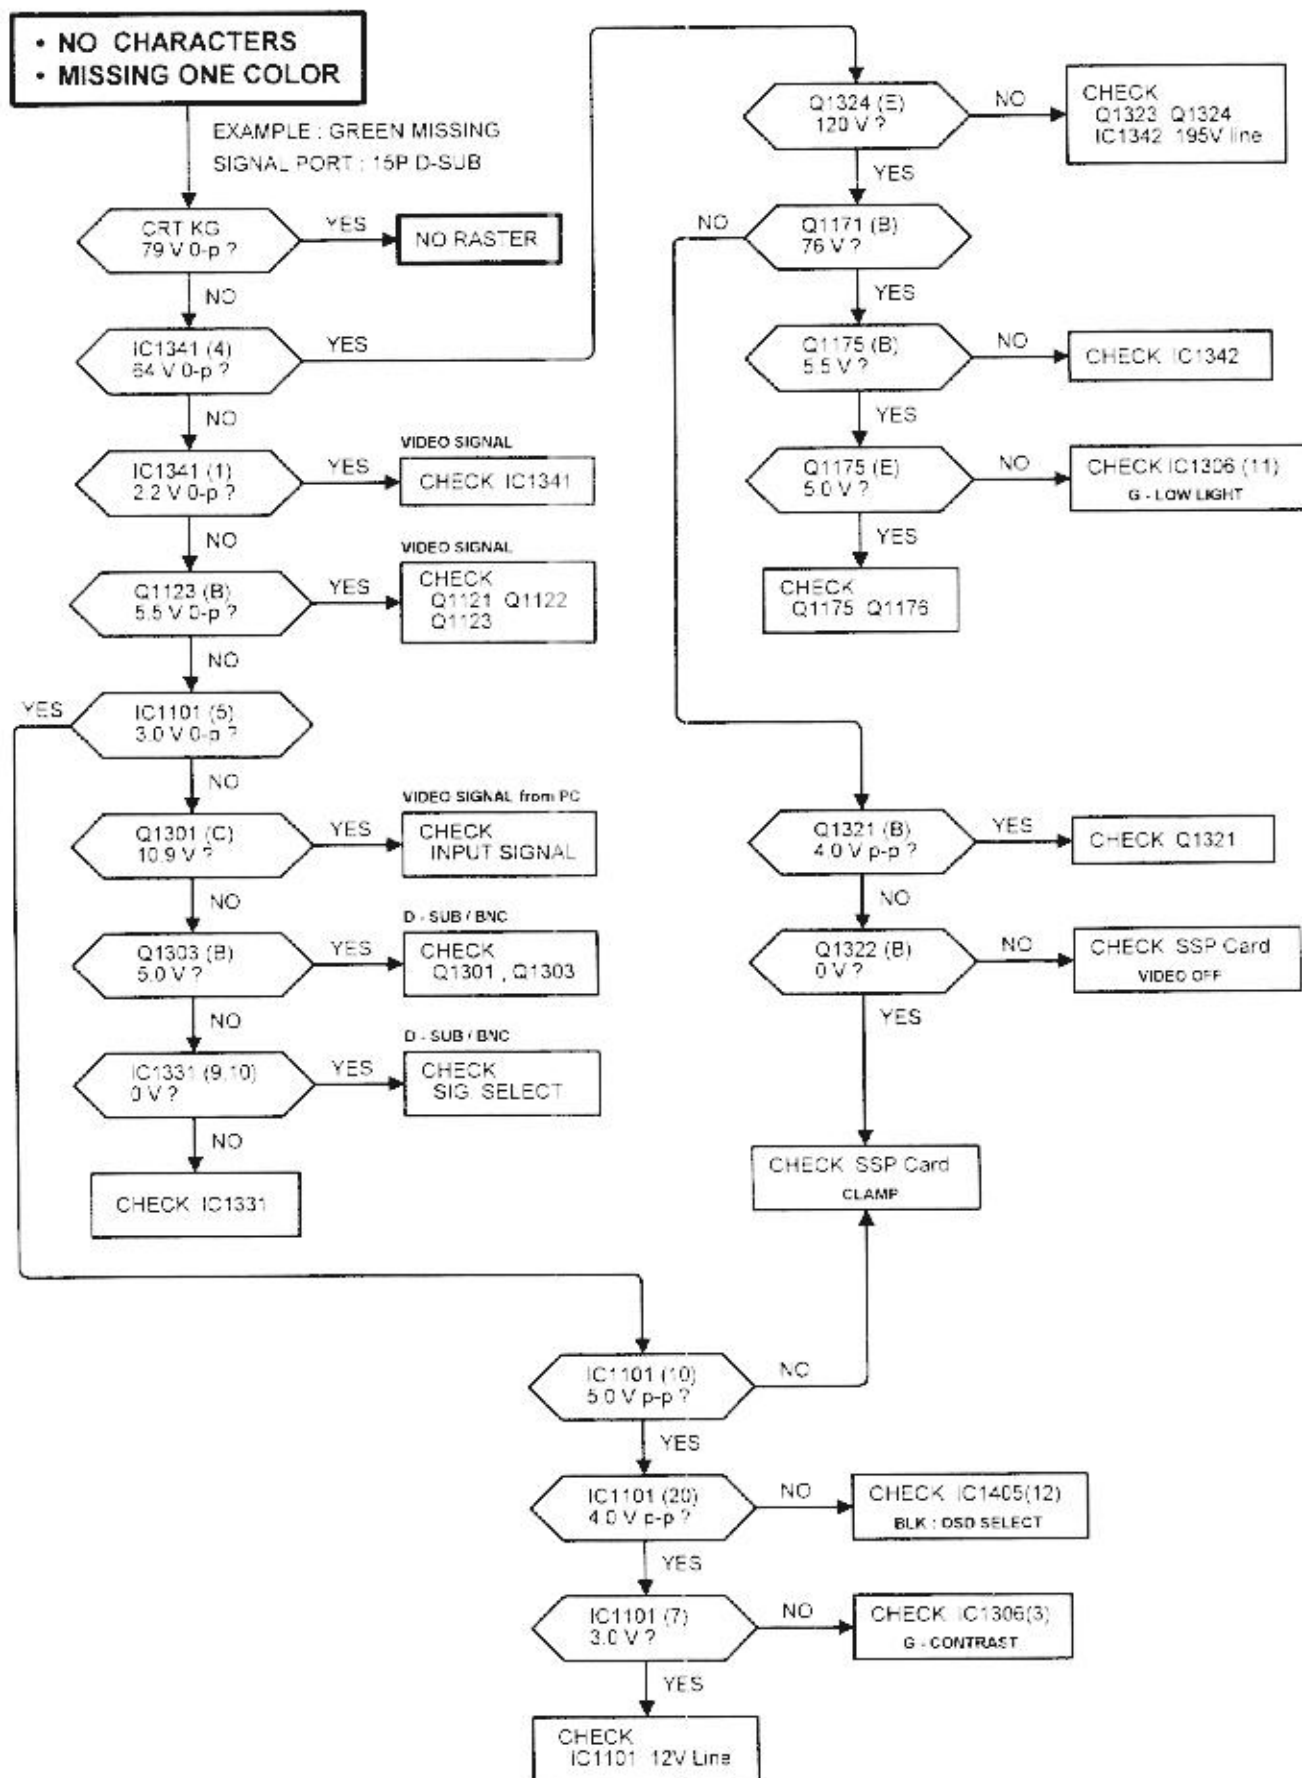 • NO CHARACTERS
• MISSING ONE COLOR
EXAMPLE : GREEN MISSING
SIGNAL PORT : 15P D-SUB
CRT KG
79 V 0-p ?
YES
NO RASTER
NO
IC1341 (4)
64 V 0-p ?
YES
NO
IC1341 (1)
2.2 V 0-p ?
YES
VIDEO SIGNAL
CHECK IC1341
NO
Q1123 (B)
5.5 V 0-p ?
YES
VIDEO SIGNAL
CHECK
Q1121 Q1122
Q1123
NO
YES
IC1101 (5)
3.0 V 0-p ?
NO
Q1301 (C)
10.9 V ?
YES
VIDEO SIGNAL from PC
CHECK
INPUT SIGNAL
NO
Q1303 (B)
5.0 V ?
YES
D - SUB / BNC
CHECK
Q1301 , Q1303
NO
IC1331 (9,10)
0 V ?
YES
D - SUB / BNC
CHECK
SIG. SELECT
NO
CHECK IC1331
Q1324 (E)
120 V ?
NO
CHECK
Q1323 Q1324
IC1342 195V line
YES
NO
Q1171 (B)
76 V ?
YES
Q1175 (B)
5.5 V ?
NO
CHECK IC1342
YES
Q1175 (E)
5.0 V ?
NO
CHECK IC1306 (11)
G - LOW LIGHT
YES
CHECK
Q1175 Q1176
Q1321 (B)
4.0 V p-p ?
YES
CHECK Q1321
NO
Q1322 (B)
0 V ?
NO
CHECK SSP Card
VIDEO OFF
YES
CHECK SSP Card
CLAMP
IC1101 (10)
5.0 V p-p ?
NO
YES
IC1101 (20)
4.0 V p-p ?
NO
CHECK IC1405(12)
BLK : OSD SELECT
YES
IC1101 (7)
3.0 V ?
NO
CHECK IC1306(3)
G - CONTRAST
YES
CHECK
IC1101 12V Line